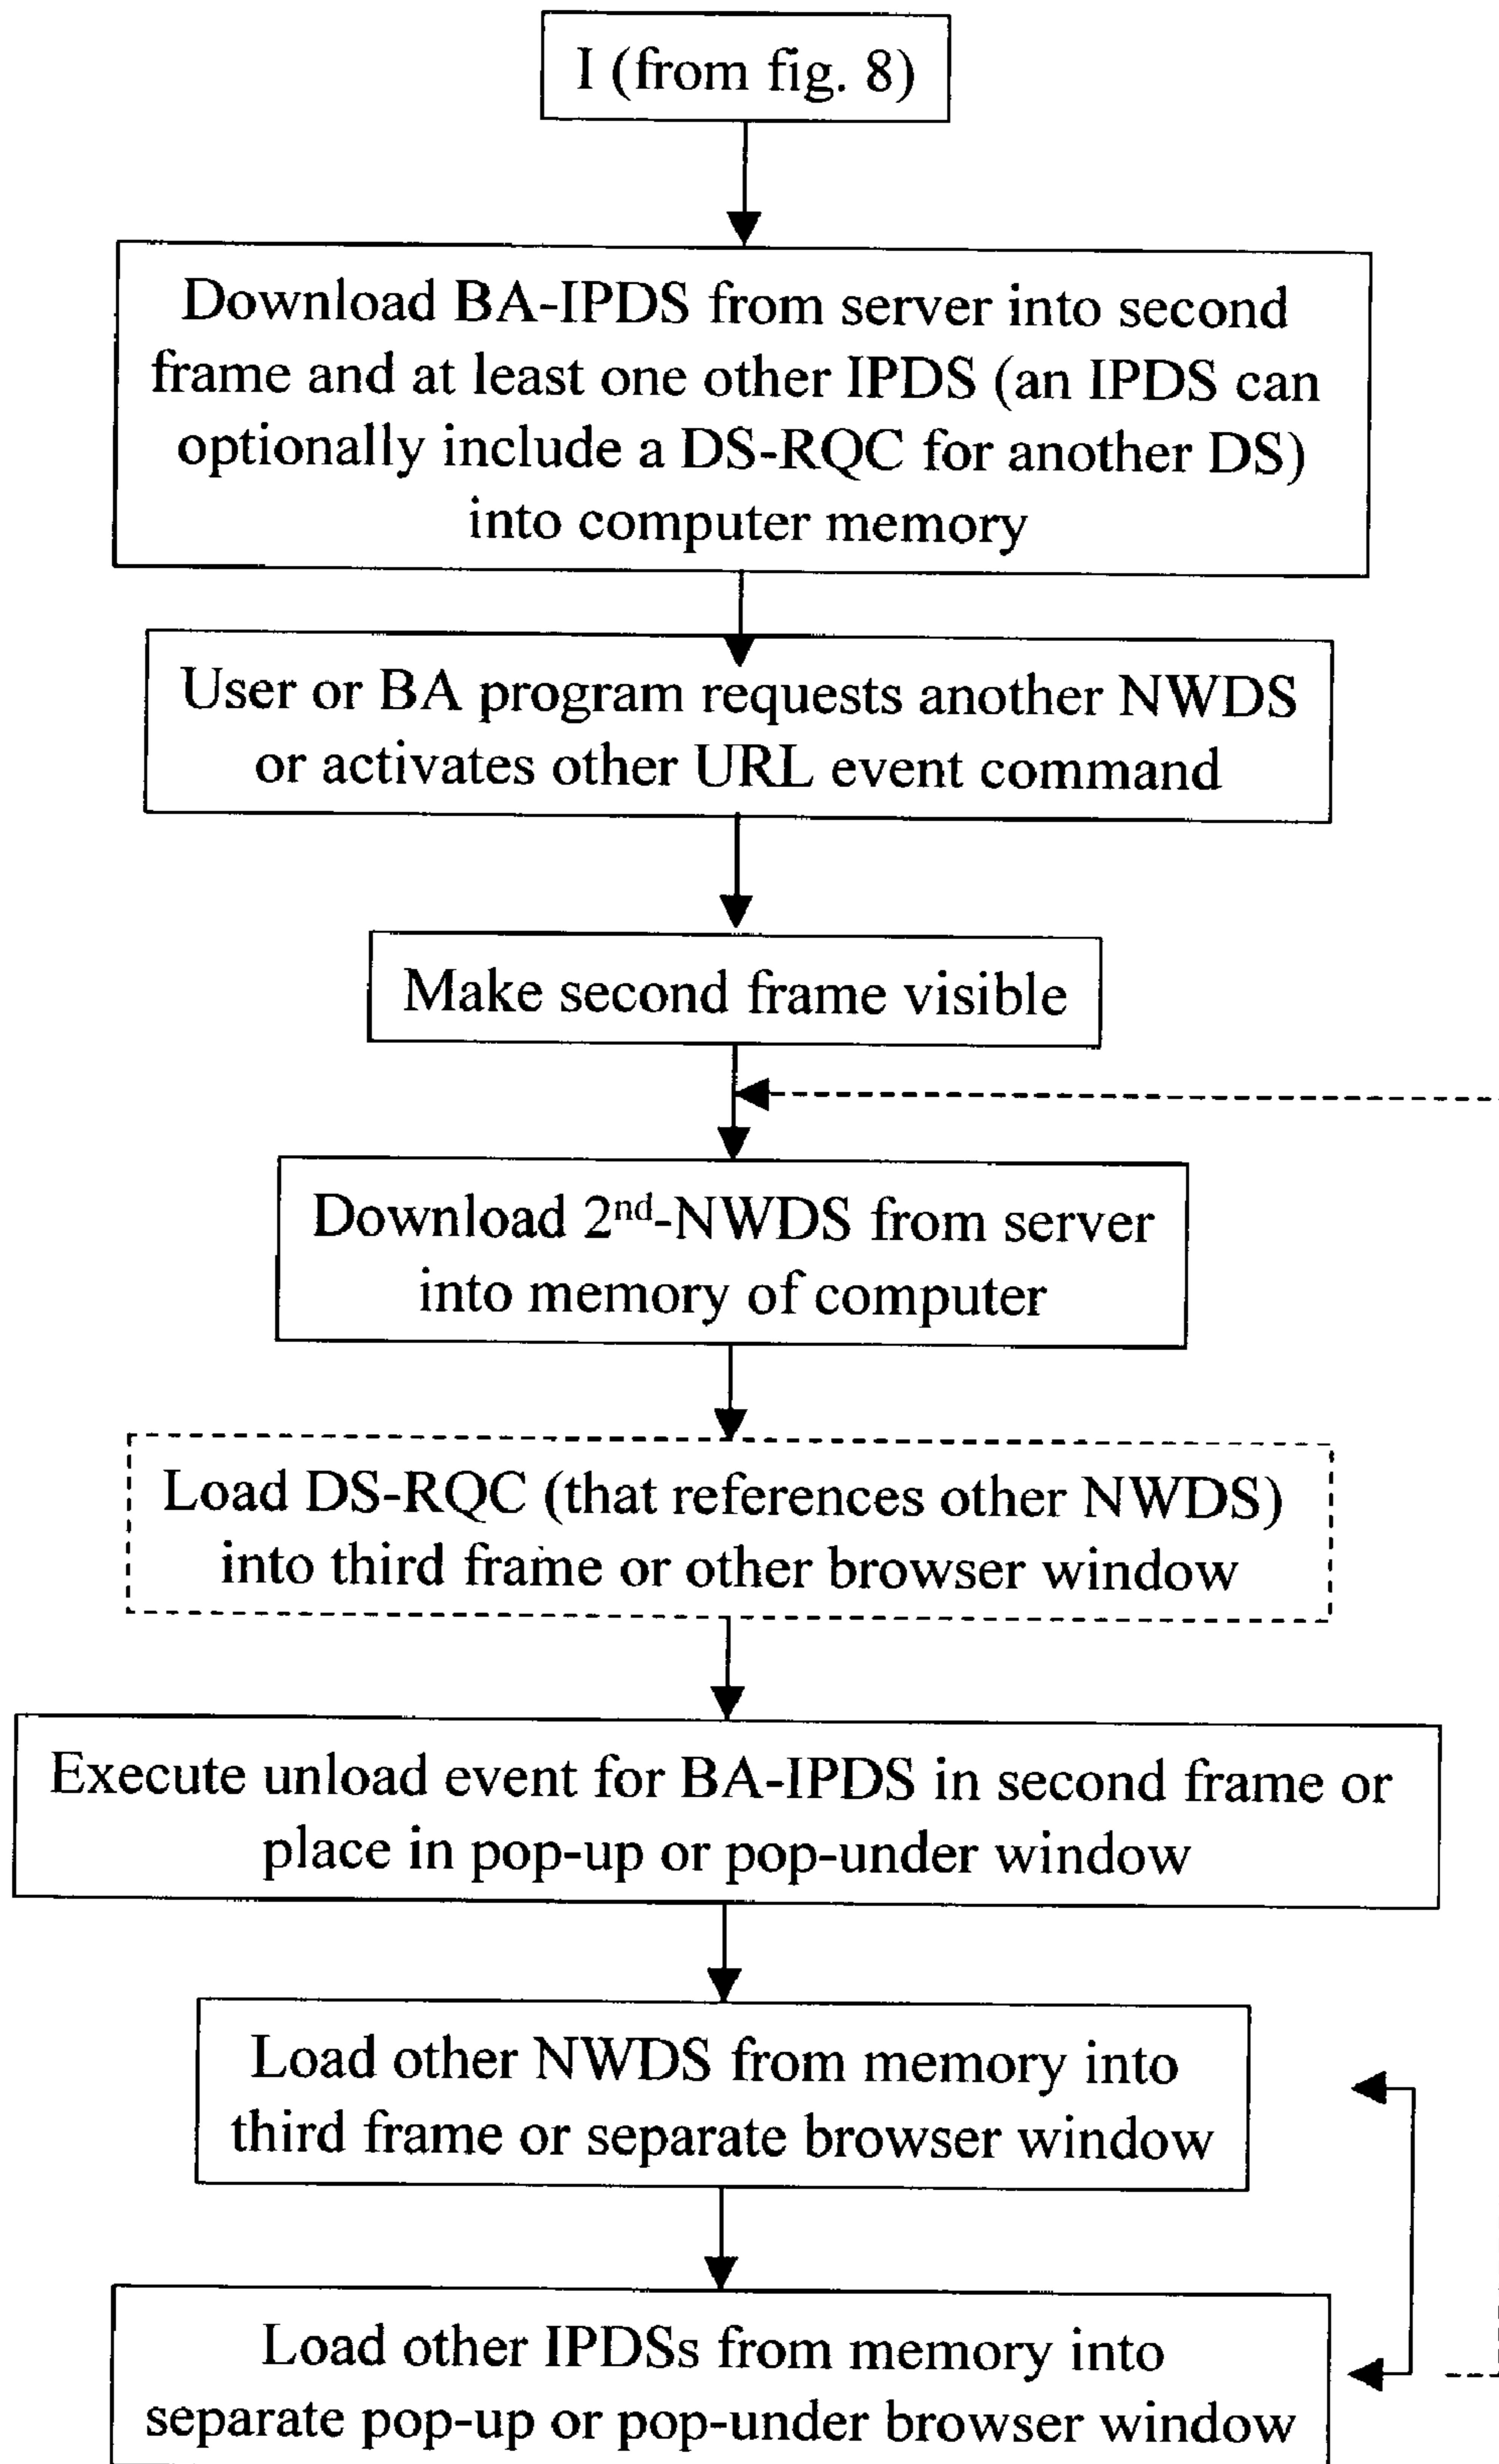 I (from fig. 8)
Download BA-IPDS from server into second
frame and at least one other IPDS (an IPDS can
optionally include a DS-RQC for another DS)
into computer memory
User or BA program requests another NWDS
or activates other URL event command
Make second frame visible
Download 2nd-NWDS from server
into memory of computer
Load DS-RQC (that references other NWDS)
into third frame or other browser window
Execute unload event for BA-IPDS in second frame or
place in pop-up or pop-under window
Load other NWDS from memory into
third frame or separate browser window
Load other IPDSs from memory into
separate pop-up or pop-under browser window